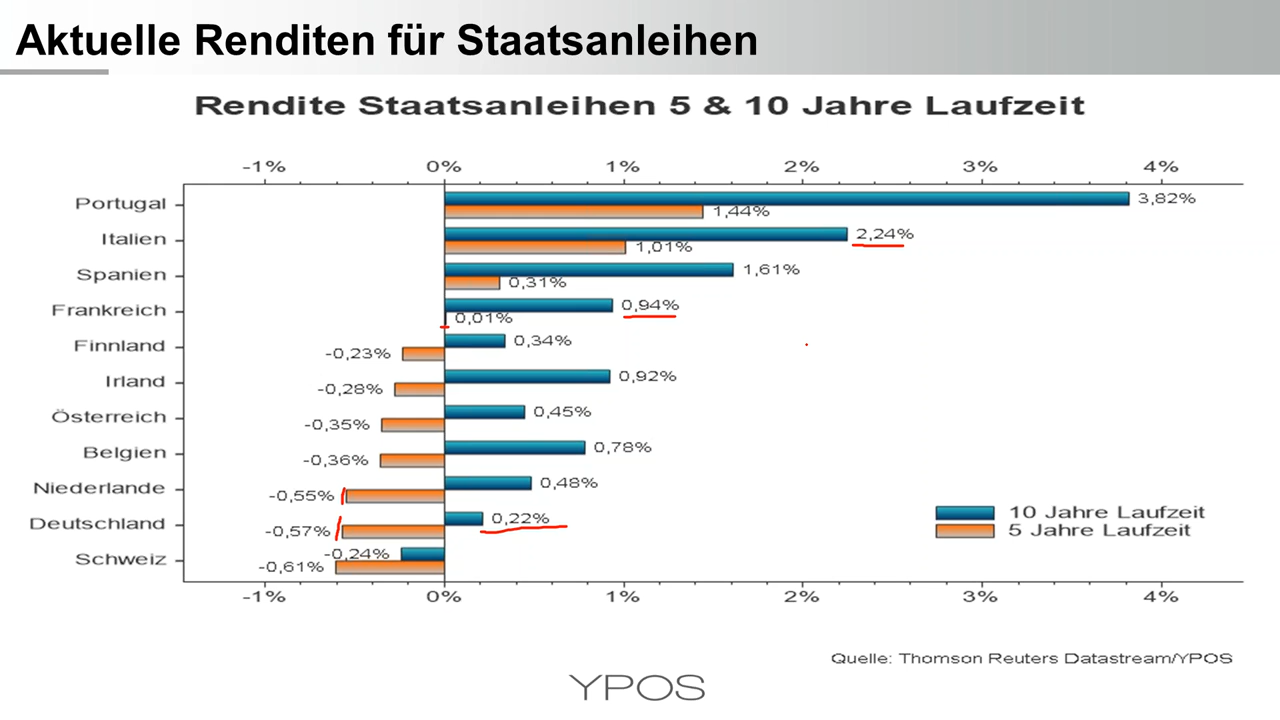 Aktuelle Renditen für Staatsanleihen
Rendite Staatsanleihen 5 & 10 Jahre Laufzeit
-1% 0% 1% 2% 3% 4%
Portugal 3,82%
1,44%
Italien 2,24%
1,01%
Spanien 1,61%
0,31%
Frankreich 0,94%
0,01%
Finnland 0,34%
-0,23%
Irland 0,92%
-0,28%
Österreich 0,45%
-0,35%
Belgien 0,78%
-0,36%
Niederlande 0,48%
-0,55%
Deutschland 0,22%
-0,57%
Schweiz -0,24%
-0,61%
10 Jahre Laufzeit
5 Jahre Laufzeit
-1% 0% 1% 2% 3% 4%
Quelle: Thomson Reuters Datastream/YPOS
YPOS